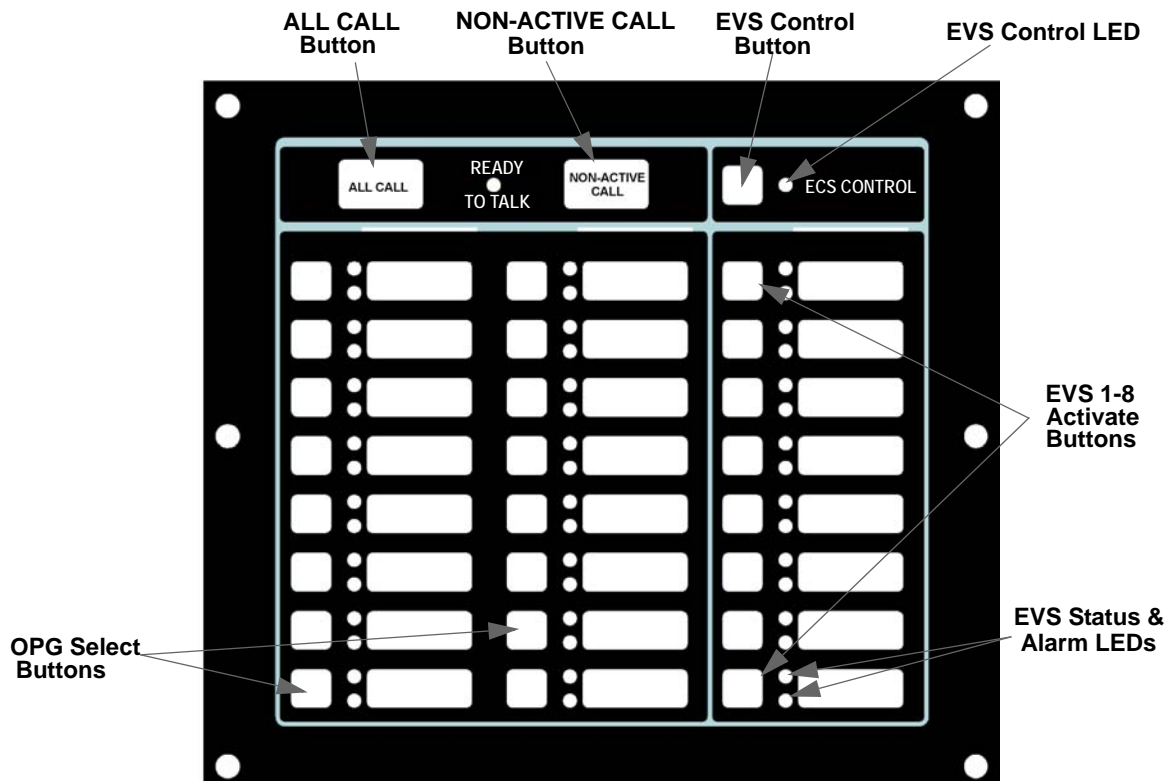 ALL CALL
Button
NON-ACTIVE CALL
Button
EVS Control
Button
EVS Control LED
ALL CALL
READY
TO TALK
NON-ACTIVE
CALL
ECS CONTROL
EVS 1-8
Activate
Buttons
OPG Select
Buttons
EVS Status &
Alarm LEDs